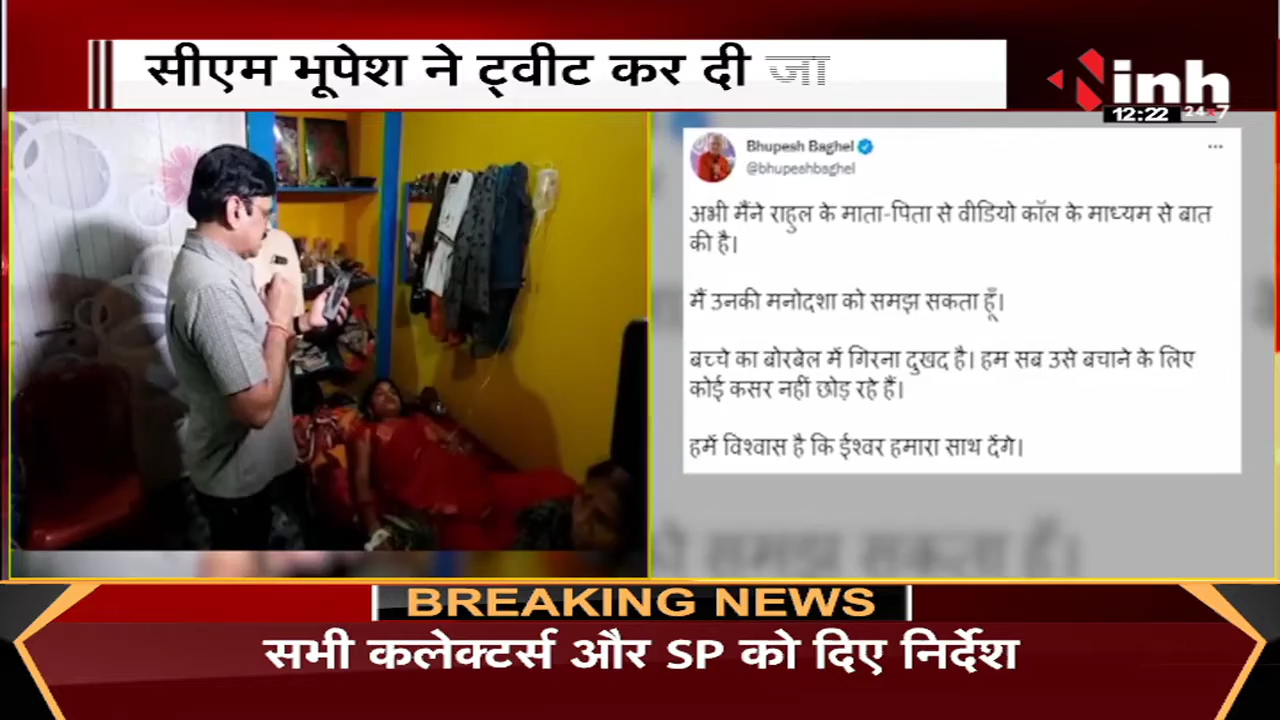 सीएम भूपेश ने ट्वीट कर दी
inh
12:22 24x7
Bhupesh Baghel
@bhupeshbaghel
अभी मैंने राहुल के माता-पिता से वीडियो कॉल के माध्यम से बात
की है।
मैं उनकी मनोदशा को समझ सकता हूँ।
बच्चे का बोरबेल में गिरना दुखद है। हम सब उसे बचाने के लिए
कोई कसर नहीं छोड़ रहे हैं।
हमें विश्वास है कि ईश्वर हमारा साथ देंगे।
समझ सकता हूँ।
BREAKING NEWS
सभी कलेक्टर्स और SP को दिए निर्देश